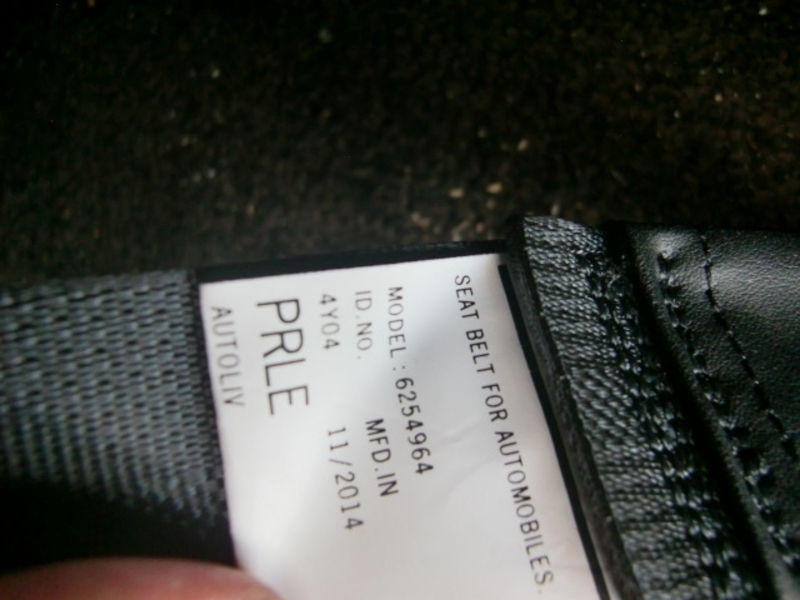 SEAT BELT FOR AUTOMOBILES.
MODEL : 6254964
ID.NO. MFD.IN
4Y04 11/2014
PRLE
AUTOLIV